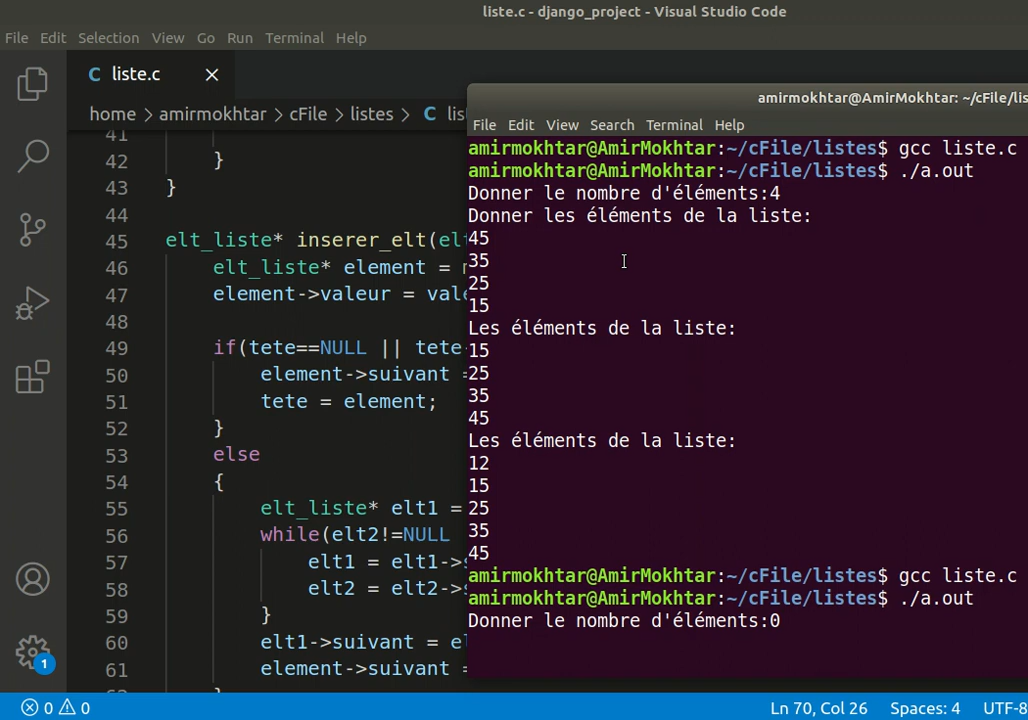 liste.c - django_project - Visual Studio Code
File Edit Selection View Go Run Terminal Help
C liste.c ×
home > amirmokhtar > cFile > listes > C lis
41
42 }
43 }
44
45 elt_liste* inserer_elt(elt
46 elt_liste* element = m
47 element->valeur = vale
48
49 if(tete==NULL || tete-
50 element->suivant =
51 tete = element;
52 }
53 else
54 {
55 elt_liste* elt1 =
56 while(elt2!=NULL
57 elt1 = elt1->s
58 elt2 = elt2->s
59 }
60 elt1->suivant = el
61 element->suivant =
1
0 0
Ln 70, Col 26 Spaces: 4 UTF-8
amirmokhtar@AmirMokhtar: ~/cFile/lis
File Edit View Search Terminal Help
amirmokhtar@AmirMokhtar:~/cFile/listes$ gcc liste.c
amirmokhtar@AmirMokhtar:~/cFile/listes$ ./a.out
Donner le nombre d'éléments:4
Donner les éléments de la liste:
45
35
25
15
Les éléments de la liste:
15
25
35
45
Les éléments de la liste:
12
15
25
35
45
amirmokhtar@AmirMokhtar:~/cFile/listes$ gcc liste.c
amirmokhtar@AmirMokhtar:~/cFile/listes$ ./a.out
Donner le nombre d'éléments:0